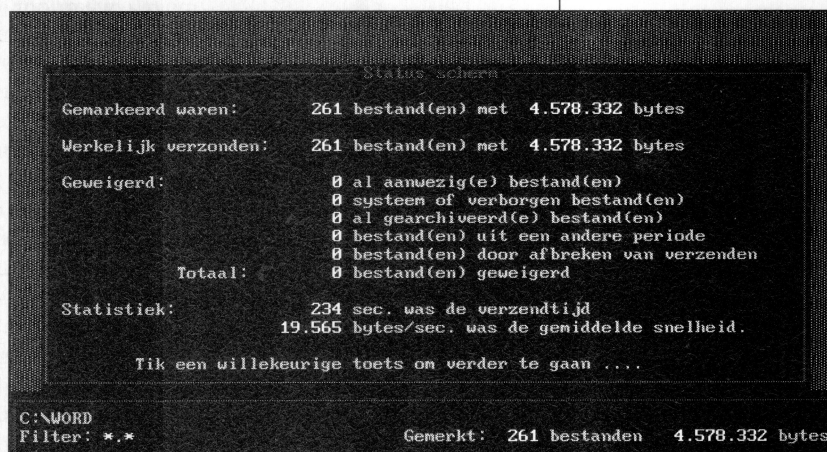 Status scherm
Gemarkeerd waren: 261 bestand(en) met 4.578.332 bytes
Werkelijk verzonden: 261 bestand(en) met 4.578.332 bytes
Geweigerd: 0 al aanwezig(e) bestand(en)
0 systeem of verborgen bestand(en)
0 al gearchiveerd(e) bestand(en)
0 bestand(en) uit een andere periode
0 bestand(en) door afbreken van verzenden
Totaal: 0 bestand(en) geweigerd
Statistiek: 234 sec. was de verzendtijd
19.565 bytes/sec. was de gemiddelde snelheid.
Tik een willekeurige toets om verder te gaan ....
C:\WORD
Filter: *.* Gemerkt: 261 bestanden 4.578.332 bytes